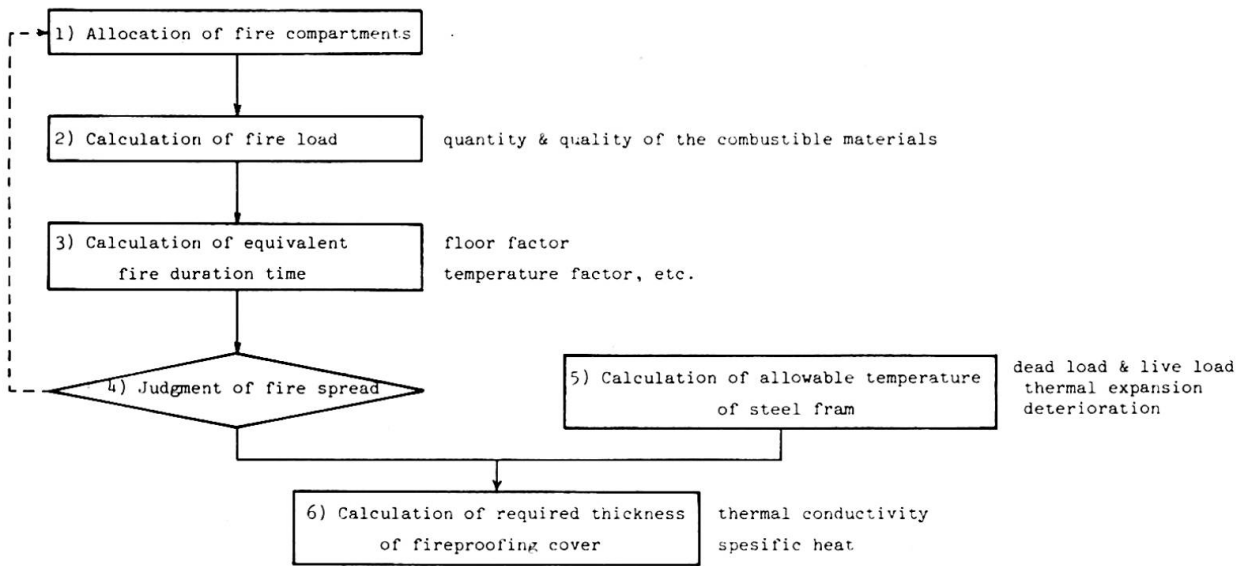 1) Allocation of fire compartments
2) Calculation of fire load
quantity & quality of the combustible materials
3) Calculation of equivalent
fire duration time
floor factor
temperature factor, etc.
4) Judgment of fire spread
5) Calculation of allowable temperature
of steel fram
dead load & live load
thermal expansion
deterioration
6) Calculation of required thickness
of fireproofing cover
thermal conductivity
spesific heat